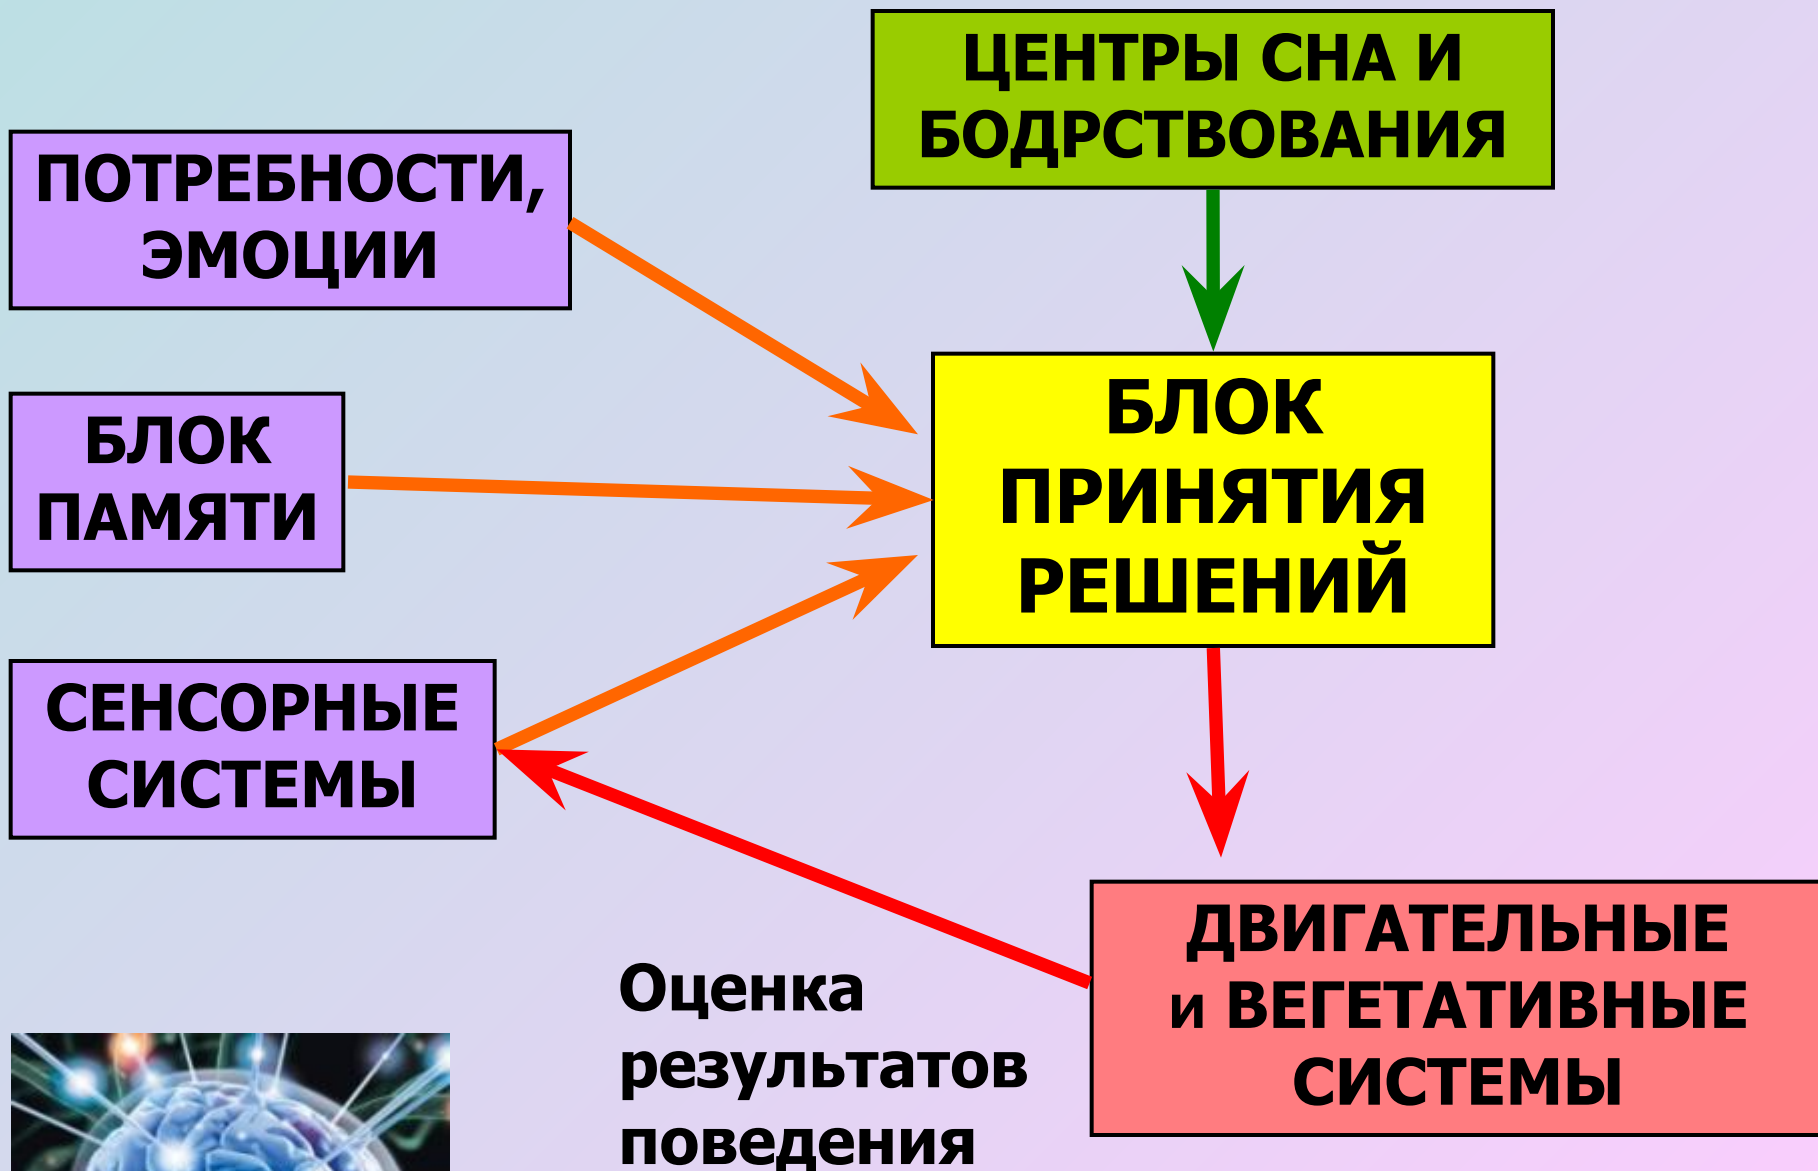 ЦЕНТРЫ СНА И
БОДРСТВОВАНИЯ
ПОТРЕБНОСТИ,
ЭМОЦИИ
БЛОК
ПАМЯТИ
БЛОК
ПРИНЯТИЯ
РЕШЕНИЙ
СЕНСОРНЫЕ
СИСТЕМЫ
ДВИГАТЕЛЬНЫЕ
и ВЕГЕТАТИВНЫЕ
СИСТЕМЫ
Оценка
результатов
поведения